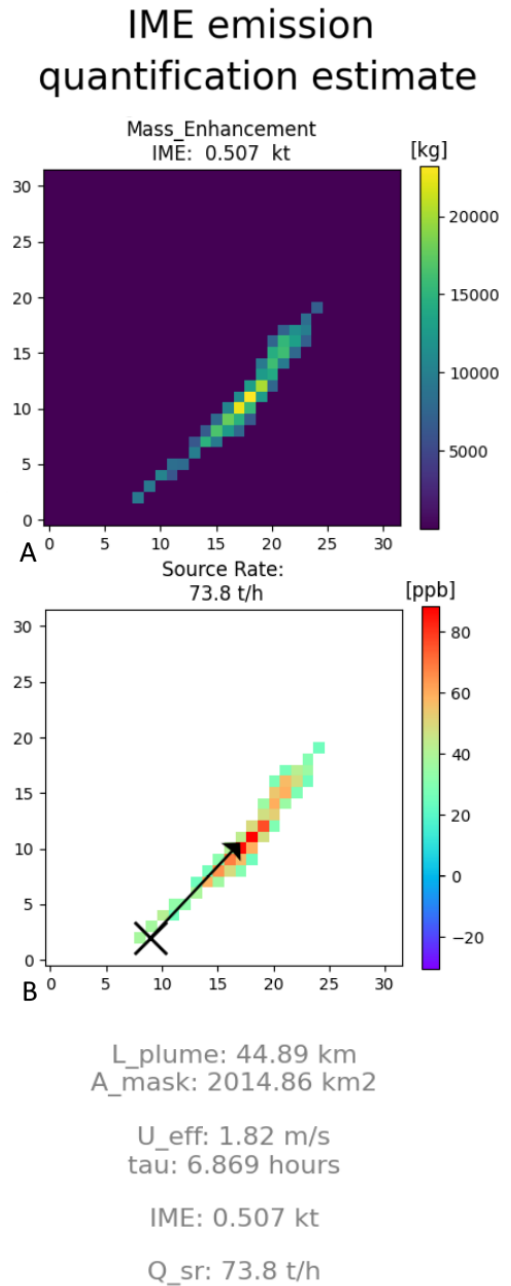 IME emission
quantification estimate
Mass_Enhancement
IME:  0.507  kt
[kg]
30
25
20
15
10
5
0
0
5
10
15
20
25
30
20000
15000
10000
5000
A
Source Rate:
73.8 t/h
[ppb]
30
25
20
15
10
5
0
0
5
10
15
20
25
30
80
60
40
20
0
−20
B
L_plume: 44.89 km
A_mask: 2014.86 km2
U_eff: 1.82 m/s
tau: 6.869 hours
IME: 0.507 kt
Q_sr: 73.8 t/h